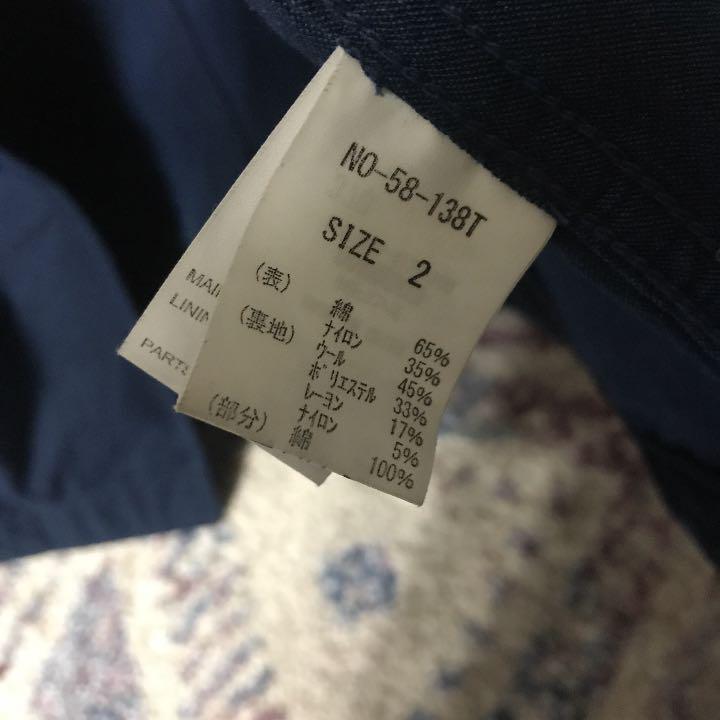 NO-58-138T
SIZE 2
(表) 綿 65%
ナイロン 35%
(裏地) ウール 45%
ポリエステル 33%
レーヨン 17%
ナイロン 5%
(部分) 綿 100%